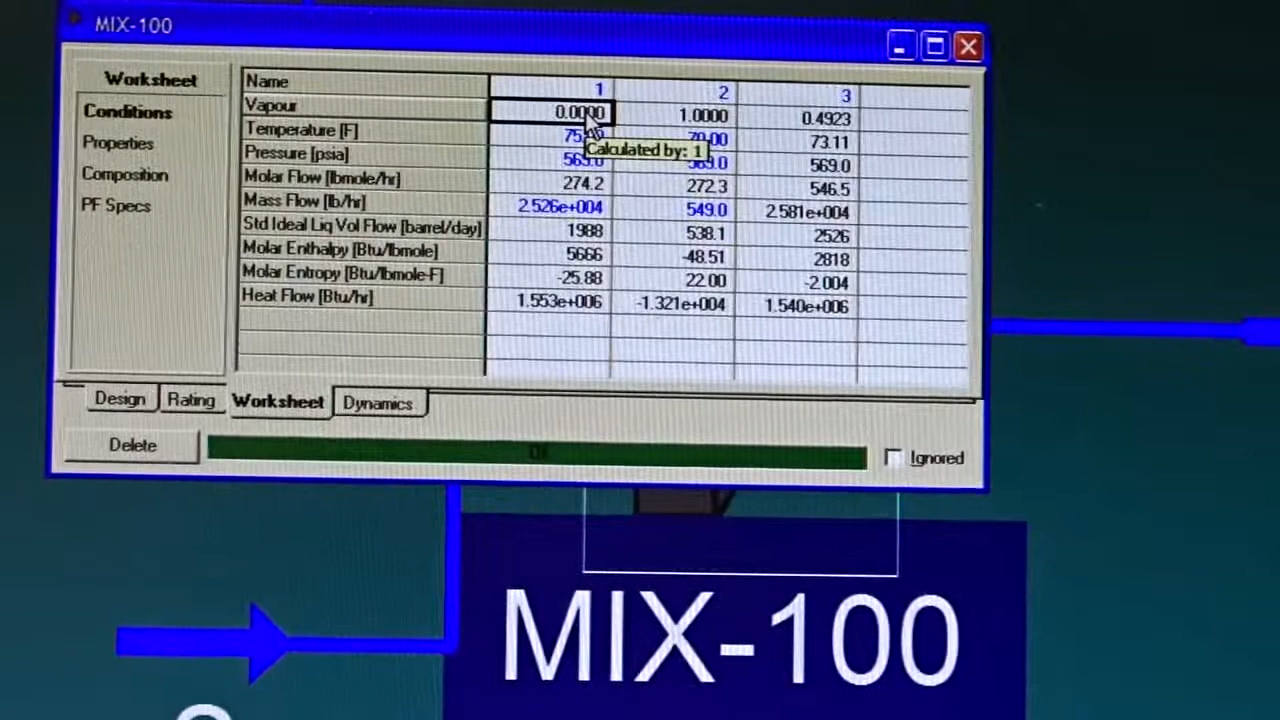 MIX-100
Worksheet
Conditions
Properties
Composition
PF Specs
Name 1 2 3
Vapour 0.0000 1.0000 0.4923
Temperature [F] 73.11
Pressure [psia] 569.0 569.0 569.0
Calculated by: 1
Molar Flow [lbmole/hr] 274.2 272.3 546.5
Mass Flow [lb/hr] 2.526e+004 549.0 2.581e+004
Std Ideal Liq Vol Flow [barrel/day] 1988 538.1 2526
Molar Enthalpy [Btu/lbmole] 5666 -48.51 2818
Molar Entropy [Btu/lbmole-F] -25.88 22.00 -2.004
Heat Flow [Btu/hr] 1.553e+006 -1.321e+004 1.540e+006
Design Rating Worksheet Dynamics
Delete OK Ignored
MIX-100